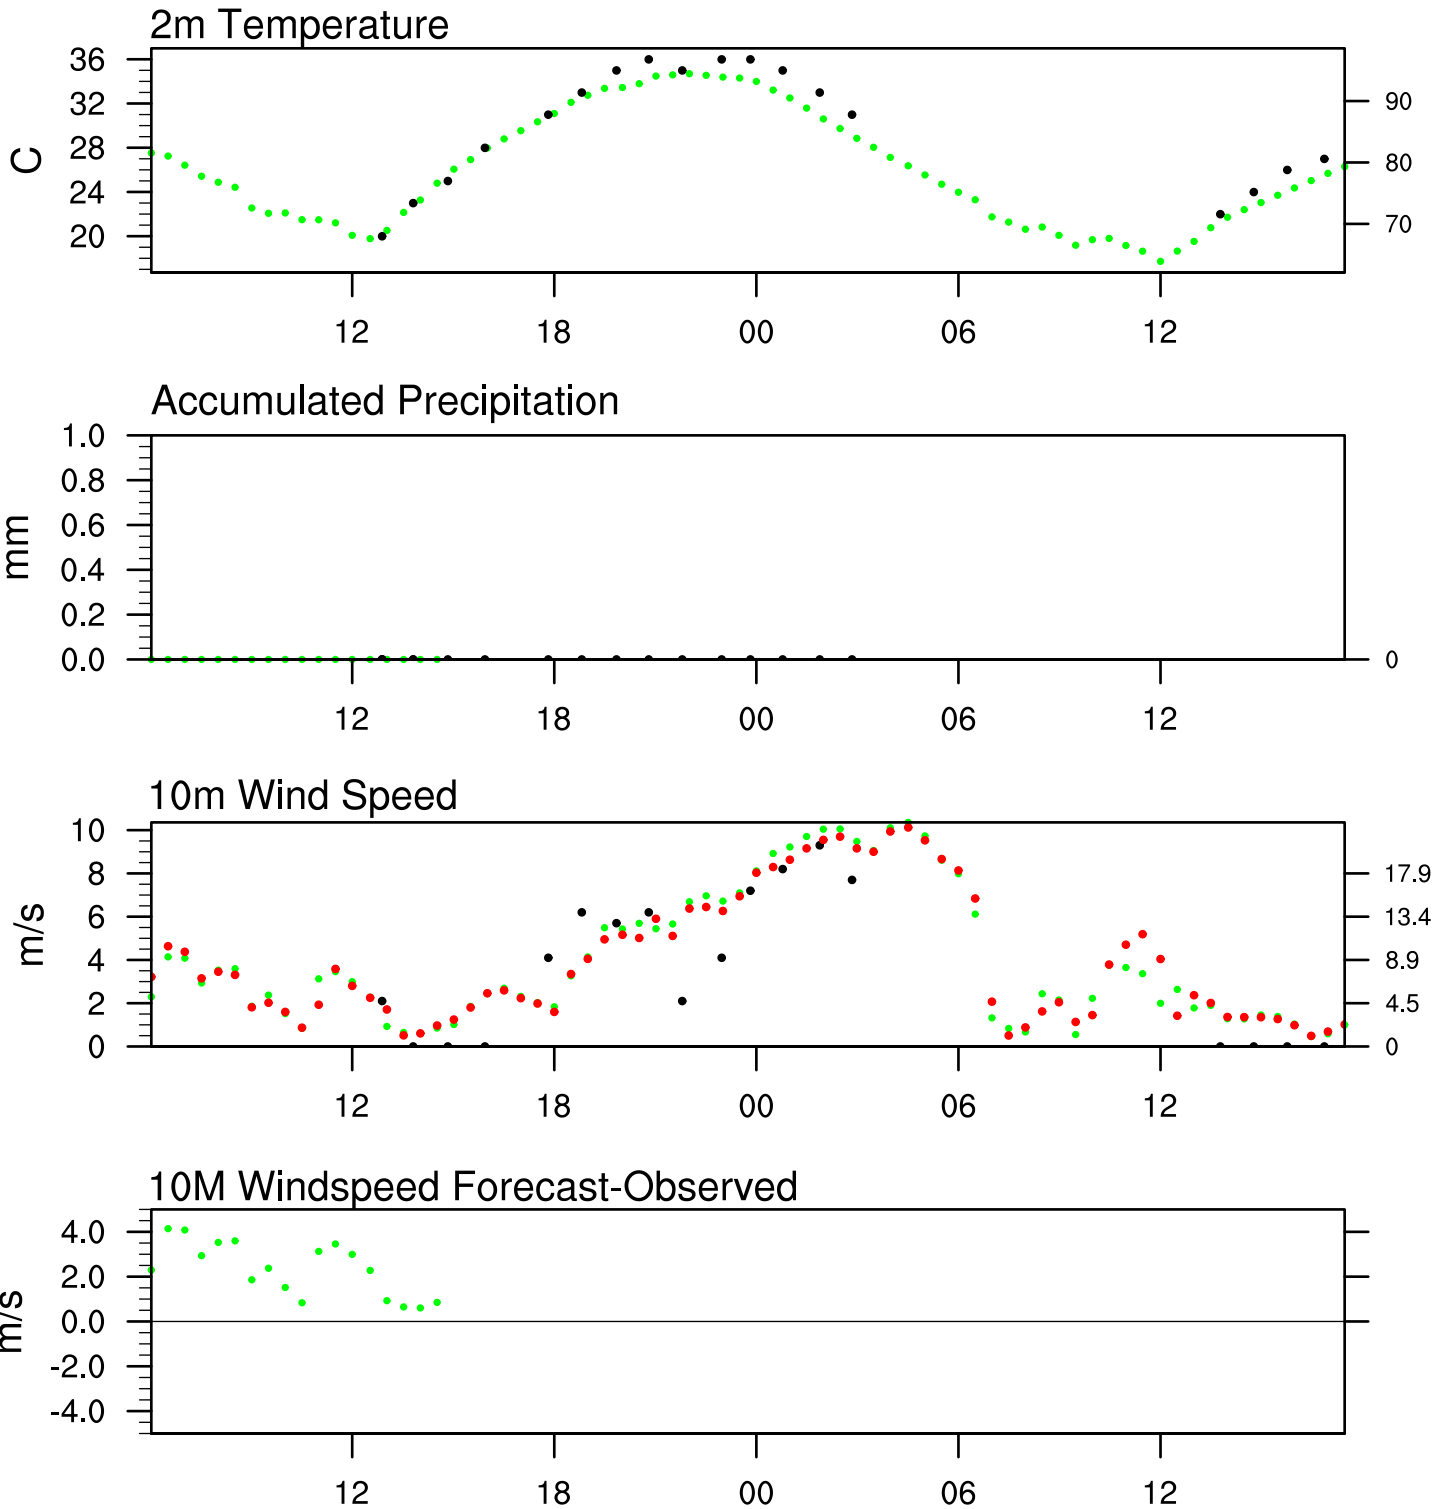 2m Temperature
36
32
28
24
20
C
90
80
70
12 18 00 06 12
Accumulated Precipitation
1.0
0.8
0.6
0.4
0.2
0.0
mm
0
12 18 00 06 12
10m Wind Speed
10
8
6
4
2
0
m/s
17.9
13.4
8.9
4.5
0
12 18 00 06 12
10M Windspeed Forecast-Observed
4.0
2.0
0.0
-2.0
-4.0
m/s
12 18 00 06 12